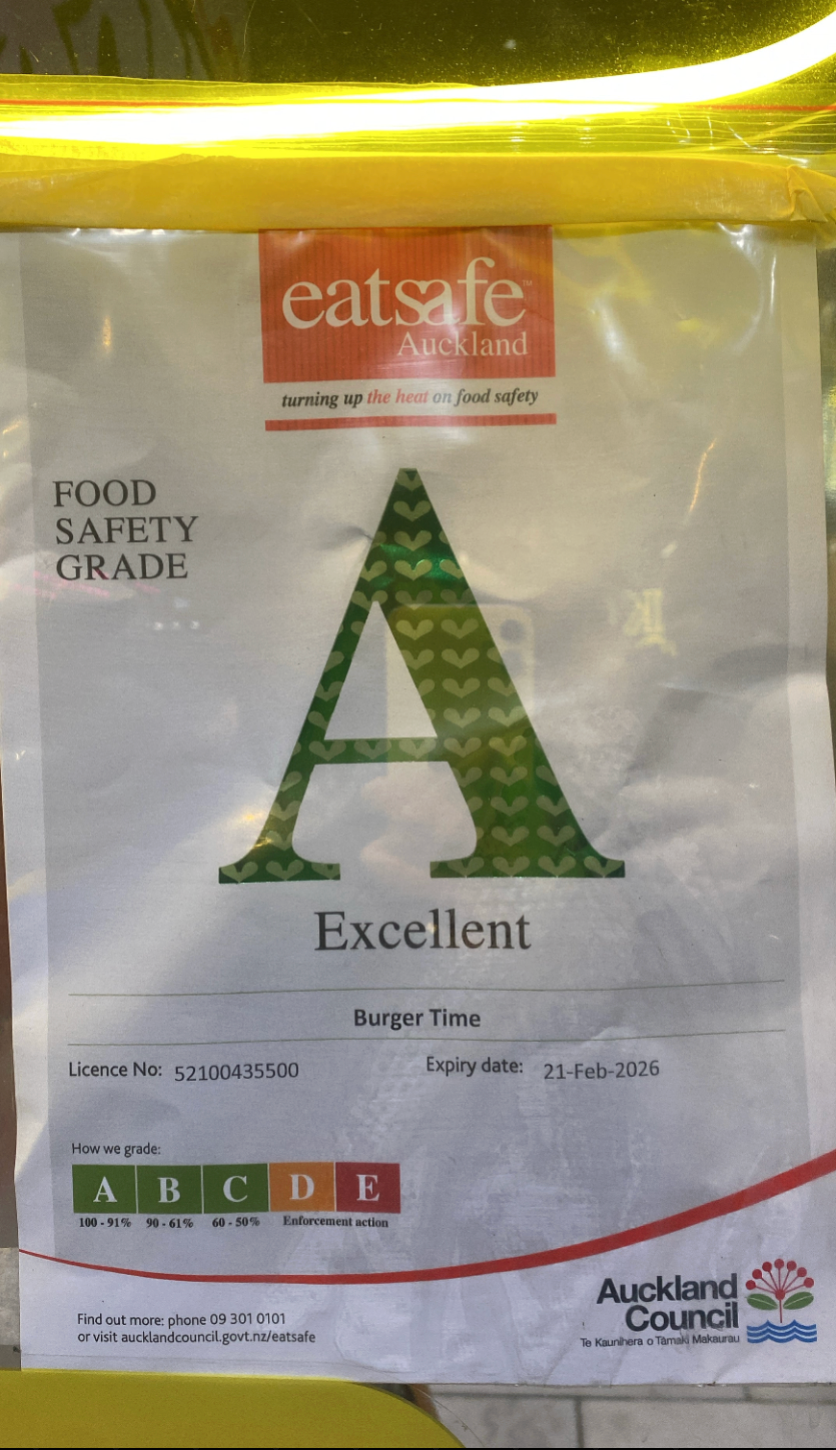 eatsafe™
Auckland
turning up the heat on food safety
FOOD
SAFETY
GRADE
A
Excellent
Burger Time
Licence No: 52100435500 Expiry date: 21-Feb-2026
How we grade:
A B C D E
100 - 91% 90 - 61% 60 - 50% Enforcement action
Auckland
Council
Te Kaunihera o Tāmaki Makaurau
Find out more: phone 09 301 0101
or visit aucklandcouncil.govt.nz/eatsafe